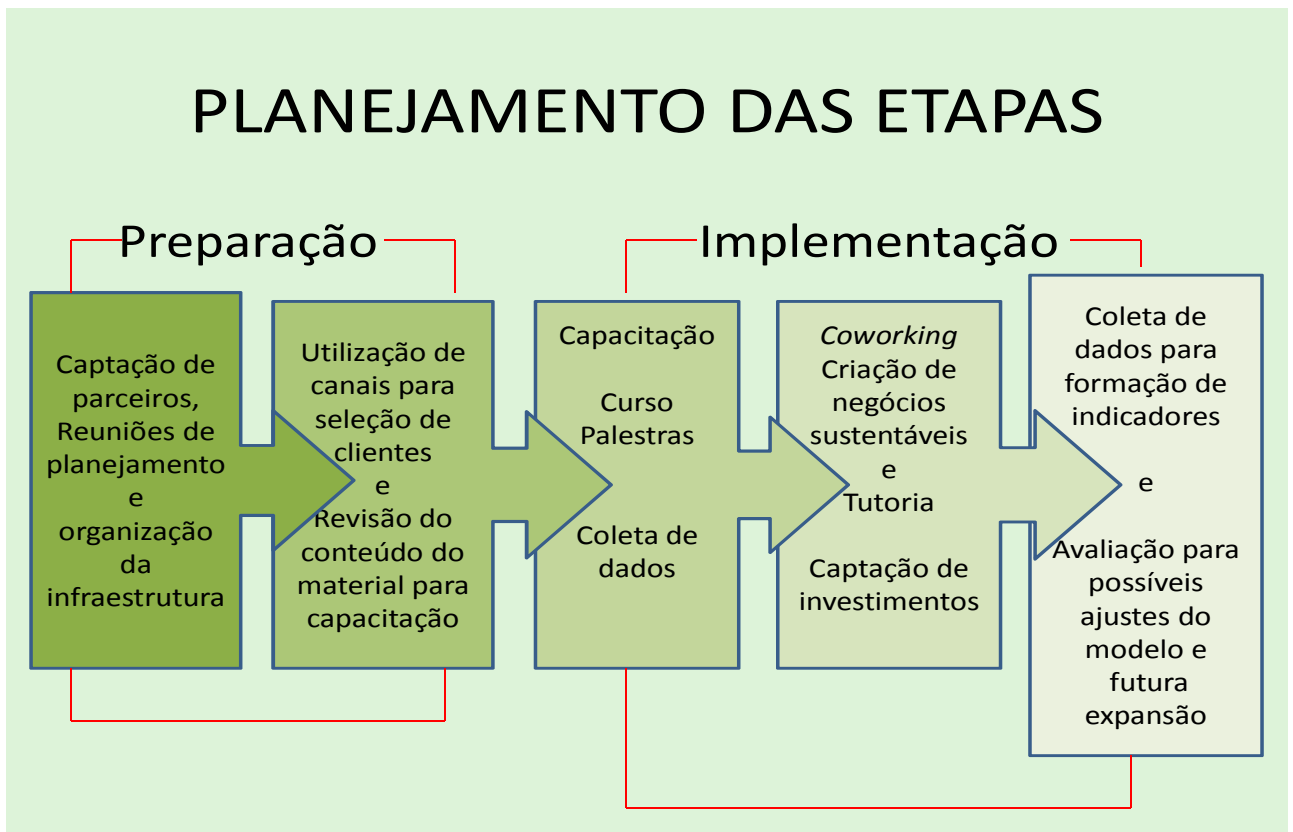 PLANEJAMENTO DAS ETAPAS
Preparação
Implementação
Captação de
parceiros,
Reuniões de
planejamento
e
organização
da
infraestrutura
Utilização de
canais para
seleção de
clientes
e
Revisão do
conteúdo do
material para
capacitação
Capacitação
Curso
Palestras
Coleta de
dados
Coworking
Criação de
negócios
sustentáveis
e
Tutoria
Captação de
investimentos
Coleta de
dados para
formação de
indicadores
e
Avaliação para
possíveis
ajustes do
modelo e
futura
expansão